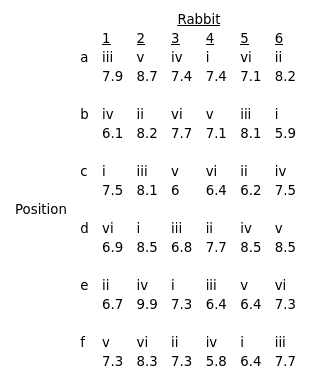 Rabbit
1 2 3 4 5 6
a iii v iv i vi ii
7.9 8.7 7.4 7.4 7.1 8.2
b iv ii vi v iii i
6.1 8.2 7.7 7.1 8.1 5.9
c i iii v vi ii iv
7.5 8.1 6 6.4 6.2 7.5
Position
d vi i iii ii iv v
6.9 8.5 6.8 7.7 8.5 8.5
e ii iv i iii v vi
6.7 9.9 7.3 6.4 6.4 7.3
f v vi ii iv i iii
7.3 8.3 7.3 5.8 6.4 7.7